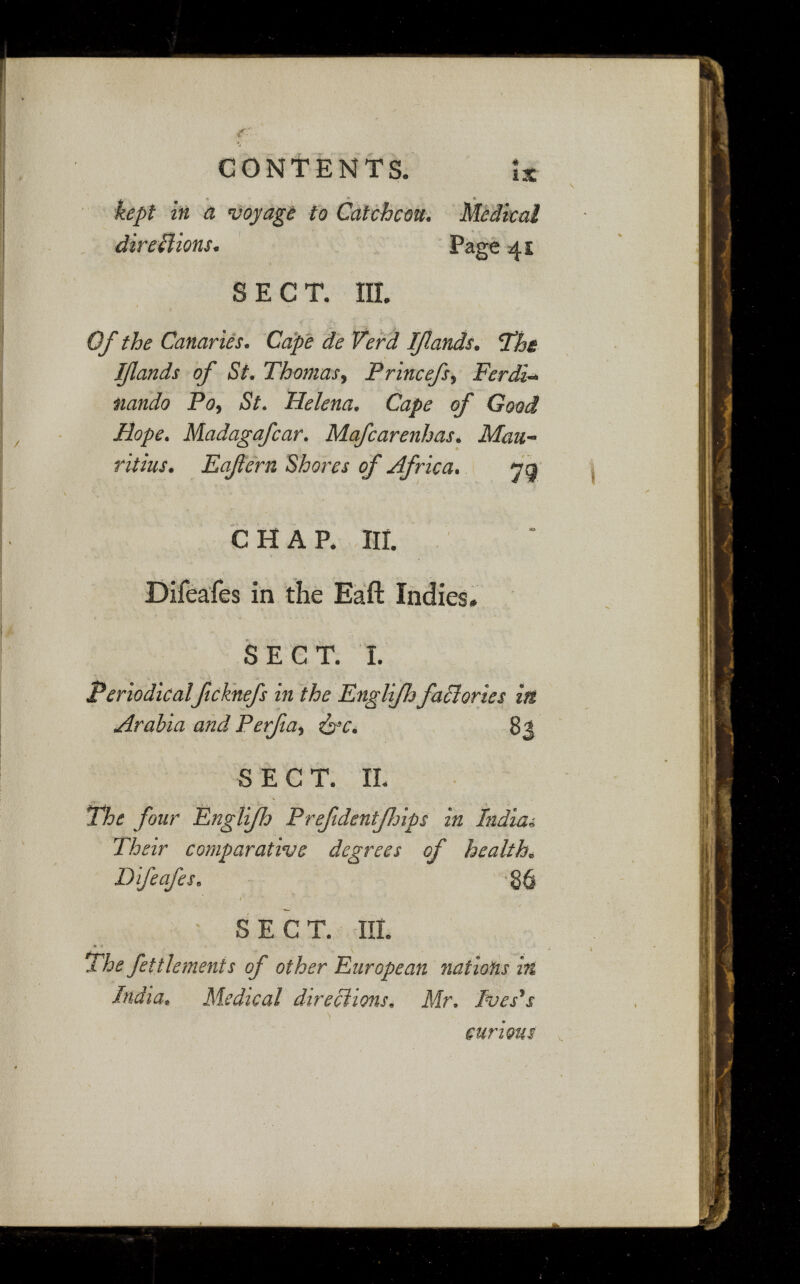 CONTENTS. ix
kept in a voyage to Catchcou. Medical
directions. Page 41
SECT. III.
Of the Canaries. Cape de Verd Iſlands. The
Iſlands of St. Thomas, Princeſs, Ferdi-
nando Po, St. Helena. Cape of Good
Hope. Madagaſcar. Maſcarenhas. Mau-
ritius. Eaſtern Shores of Africa. 79
CHAP. III.
Diſeaſes in the Eaſt Indies.
SECT. I.
Periodical ſickneſs in the Engliſh factories in
Arabia and Perſia, &c. 83
SECT. II.
The four Engliſh Preſidentſhips in India.
Their comparative degrees of health.
Diſeaſes. 86
SECT. III.
The ſettlements of other European nations in
India. Medical directions. Mr. Ives's
curious